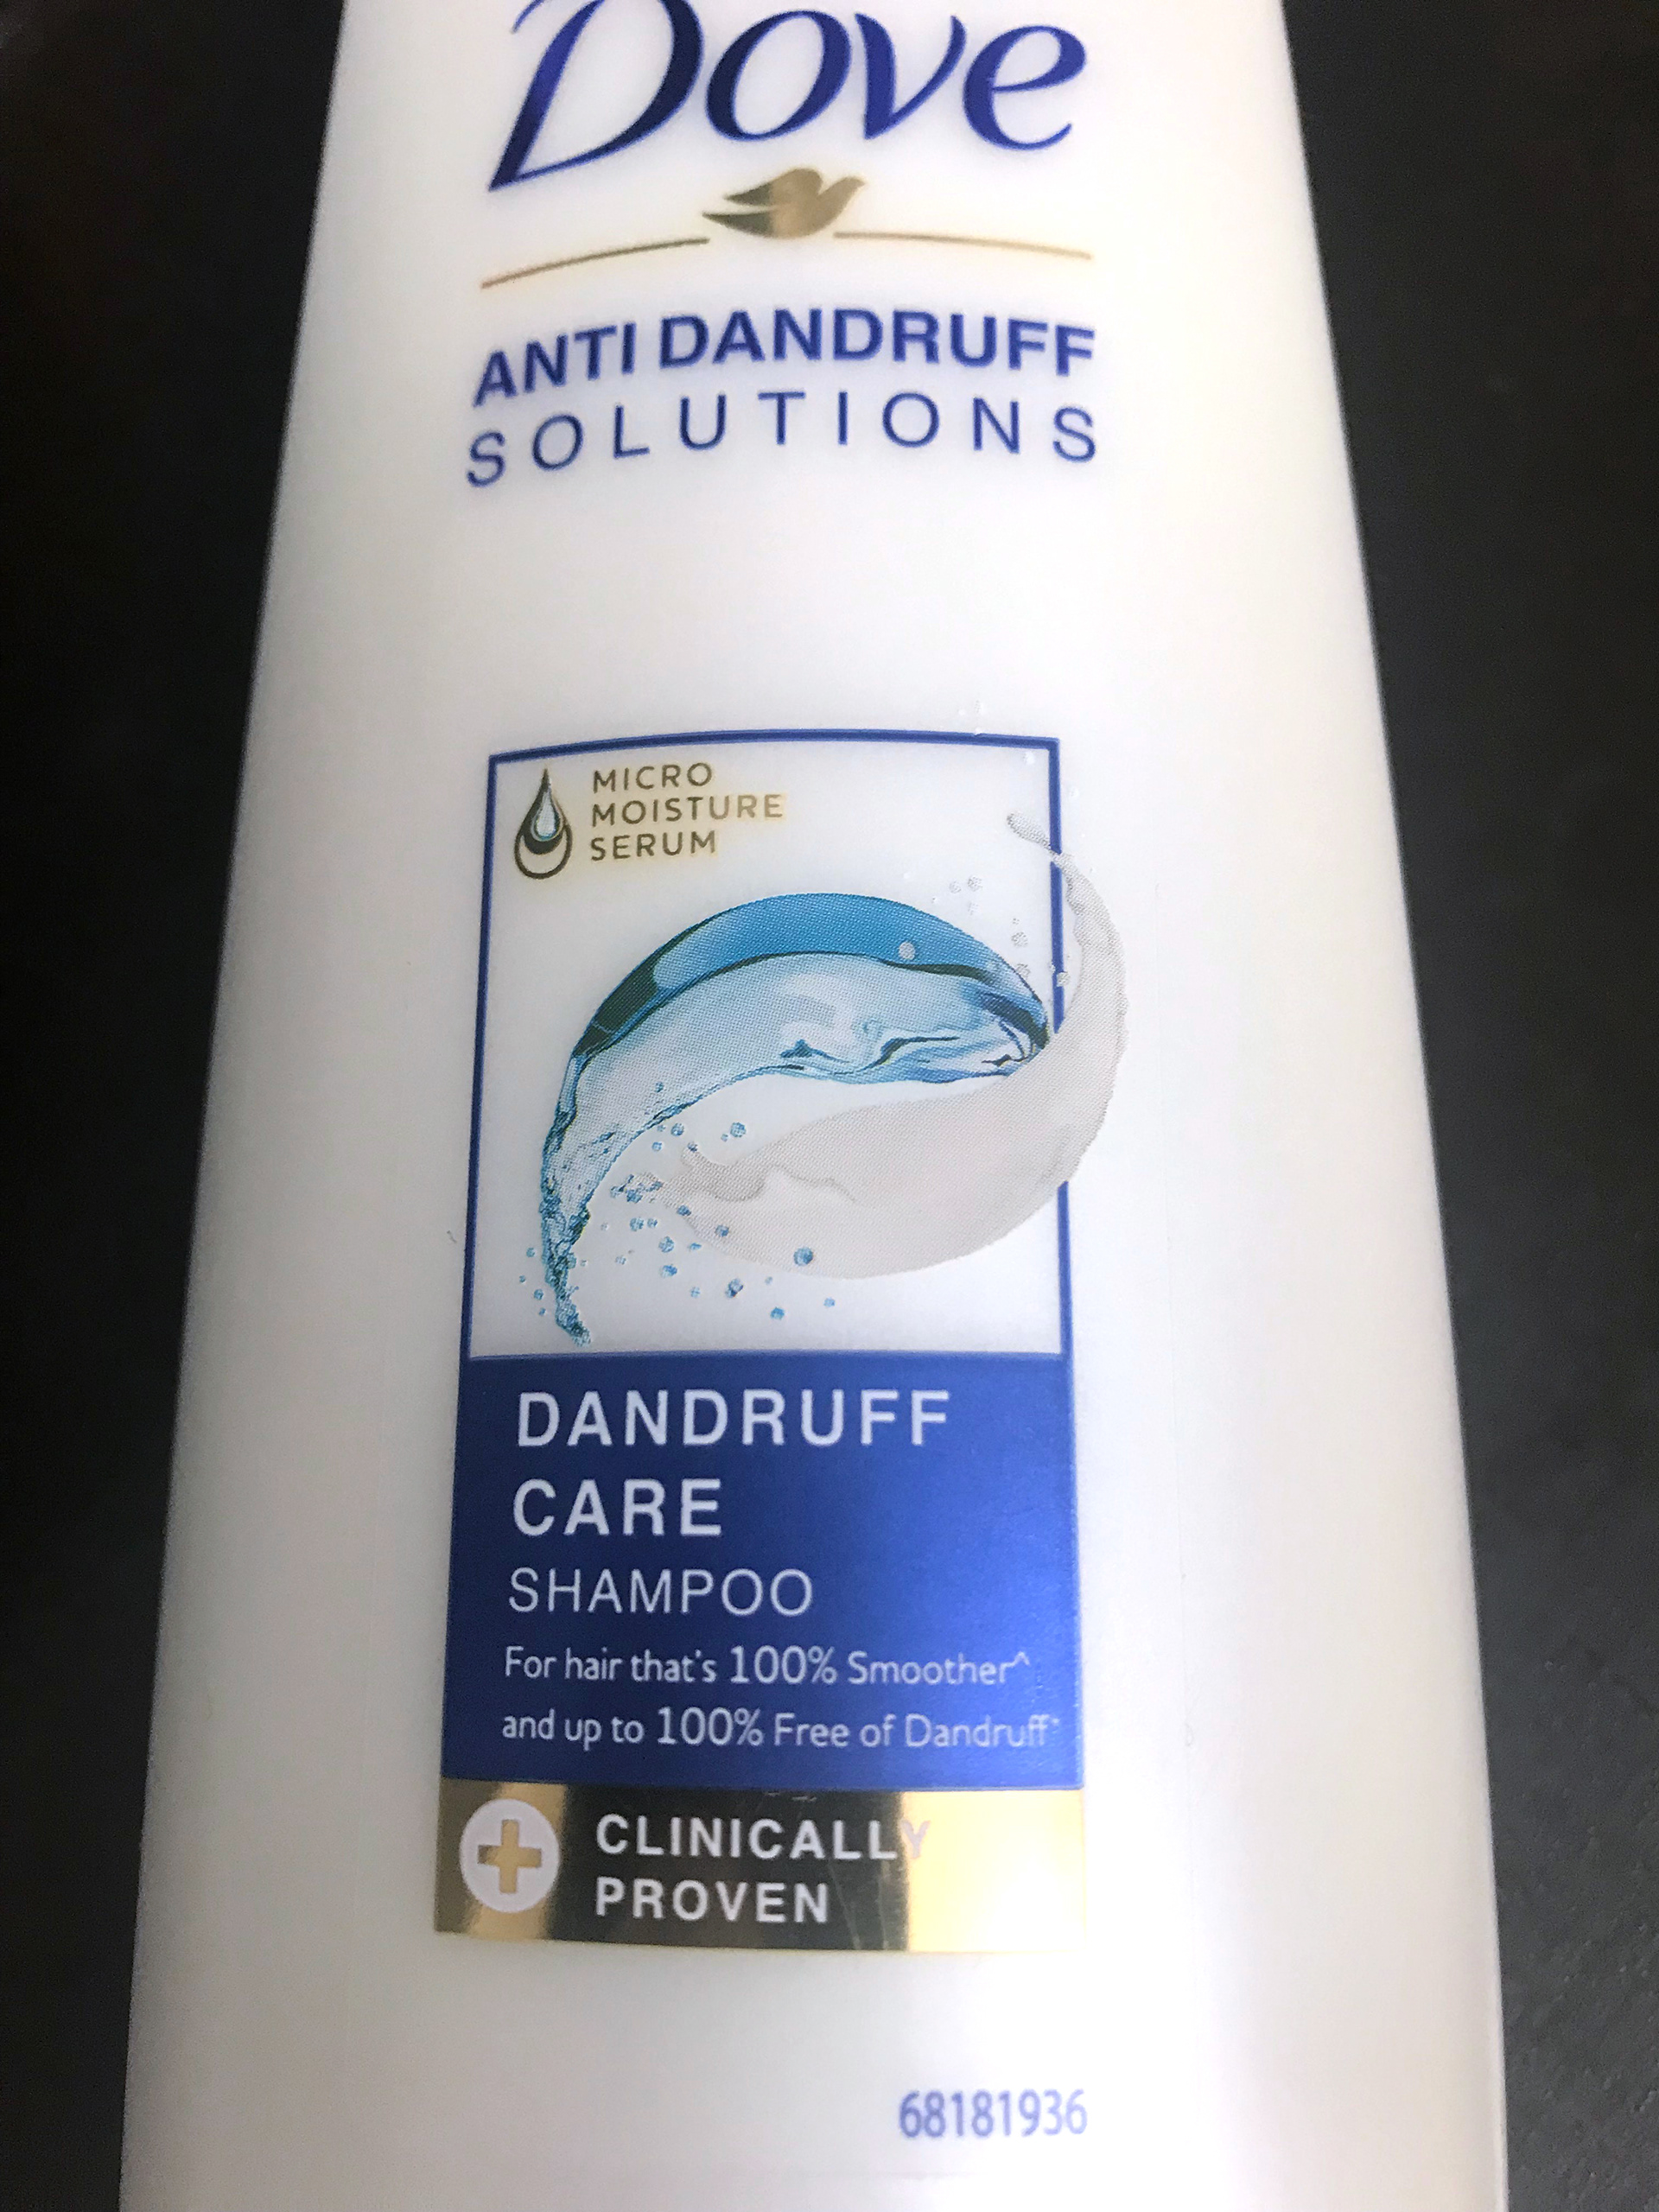 Dove
ANTI DANDRUFF
SOLUTIONS
MICRO
MOISTURE
SERUM
DANDRUFF
CARE
SHAMPOO
For hair that's 100% Smoother^
and up to 100% Free of Dandruff*
CLINICALLY
PROVEN
68181936